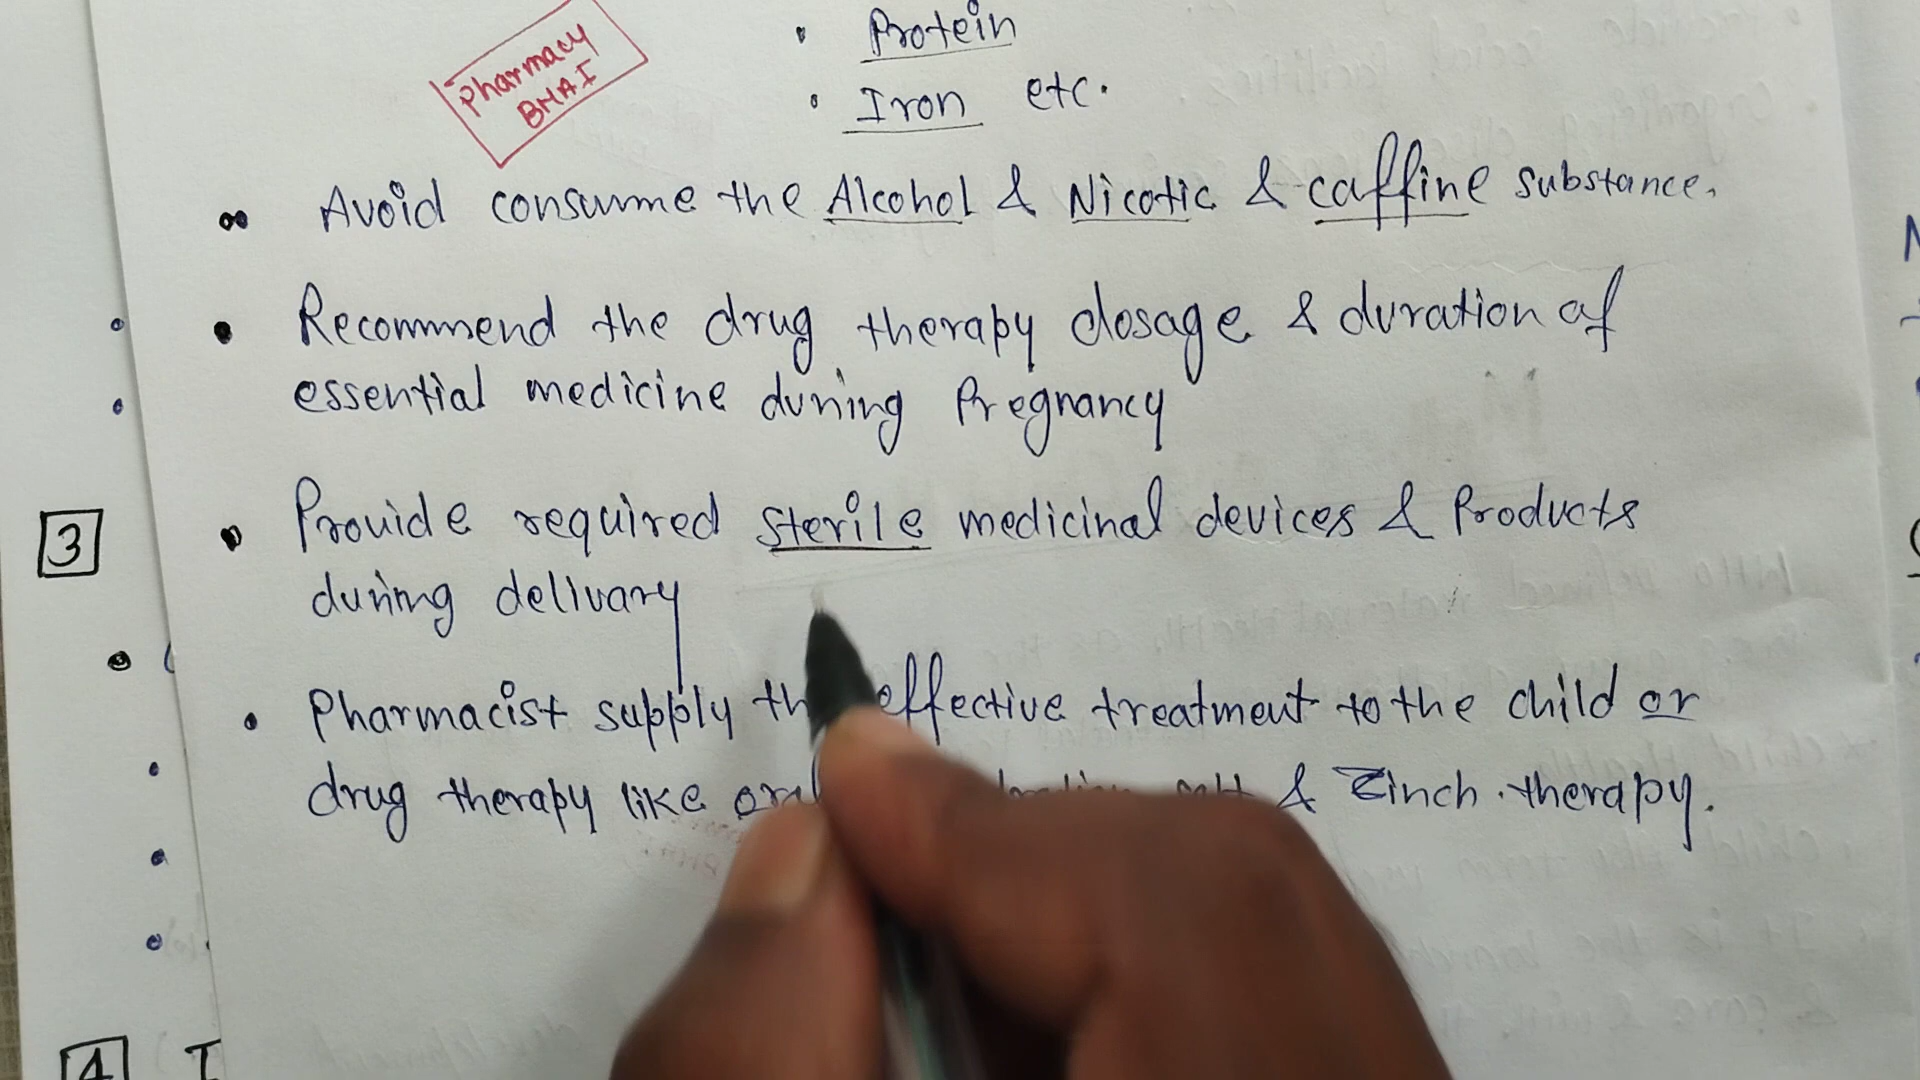 • Protein
Pharmacy
BHAI
• Iron etc.
• Avoid consumme the Alcohol & Nicotic & caffine substance.
• Recommend the drug therapy dosage & duration of
essential medicine during Pregnancy
3
• Provide required sterile medicinal devices & Products
during delivary
• Pharmacist supply effective treatment to the child or
drug therapy like & Zinch therapy.
4 I